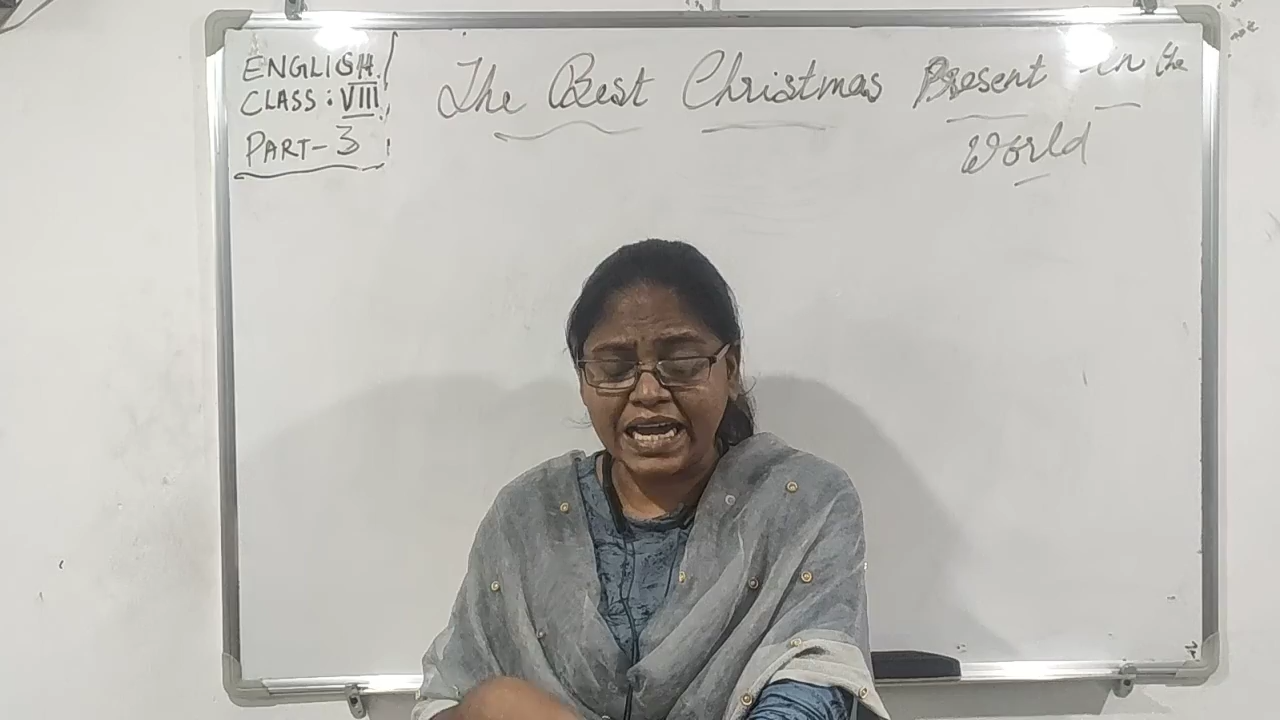 ENGLISH
CLASS: VIII
PART-3
The Best Christmas Present in the
World